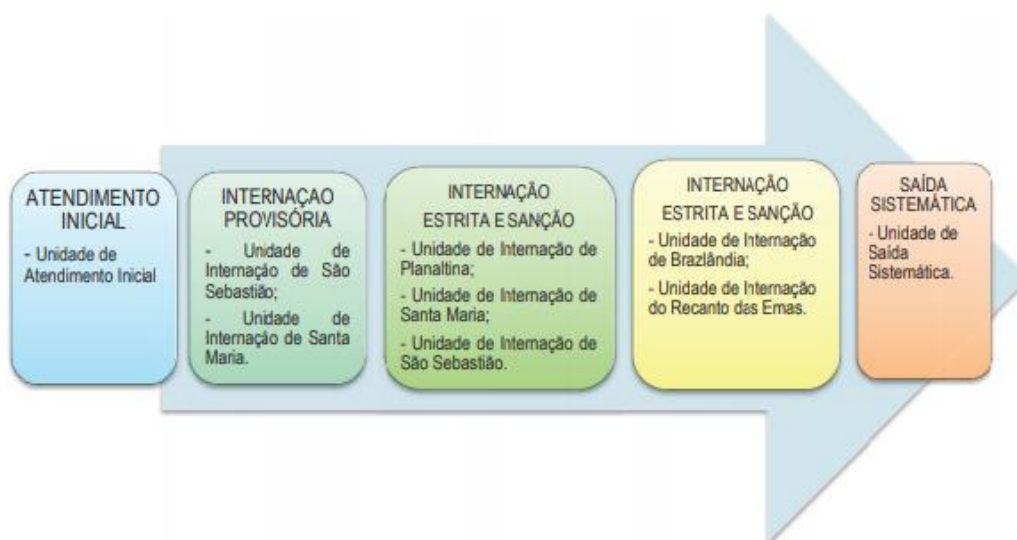 ATENDIMENTO
INICIAL
- Unidade de
Atendimento Inicial
INTERNAÇAO
PROVISÓRIA
- Unidade de
Internação de São
Sebastião;
- Unidade de
Internação de Santa
Maria.
INTERNAÇÃO
ESTRITA E SANÇÃO
- Unidade de Internação de
Planaltina;
- Unidade de Internação de
Santa Maria;
- Unidade de Internação de
São Sebastião.
INTERNAÇÃO
ESTRITA E SANÇÃO
- Unidade de Internação
de Brazlândia;
- Unidade de Internação
do Recanto das Emas.
SAÍDA
SISTEMÁTICA
- Unidade de
Saída
Sistemática.